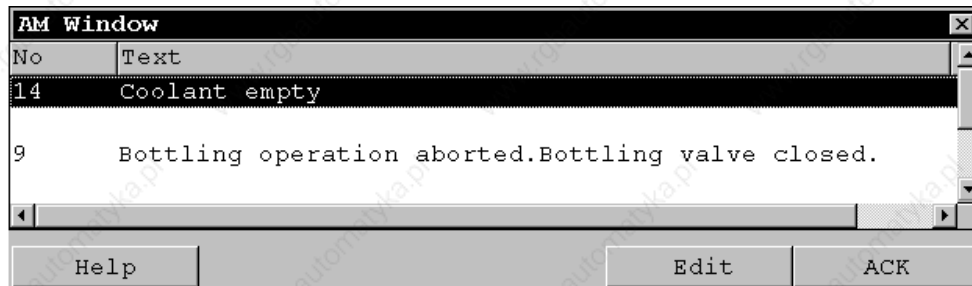 AM Window
No Text
14 Coolant empty
9 Bottling operation aborted.Bottling valve closed.
Help Edit ACK